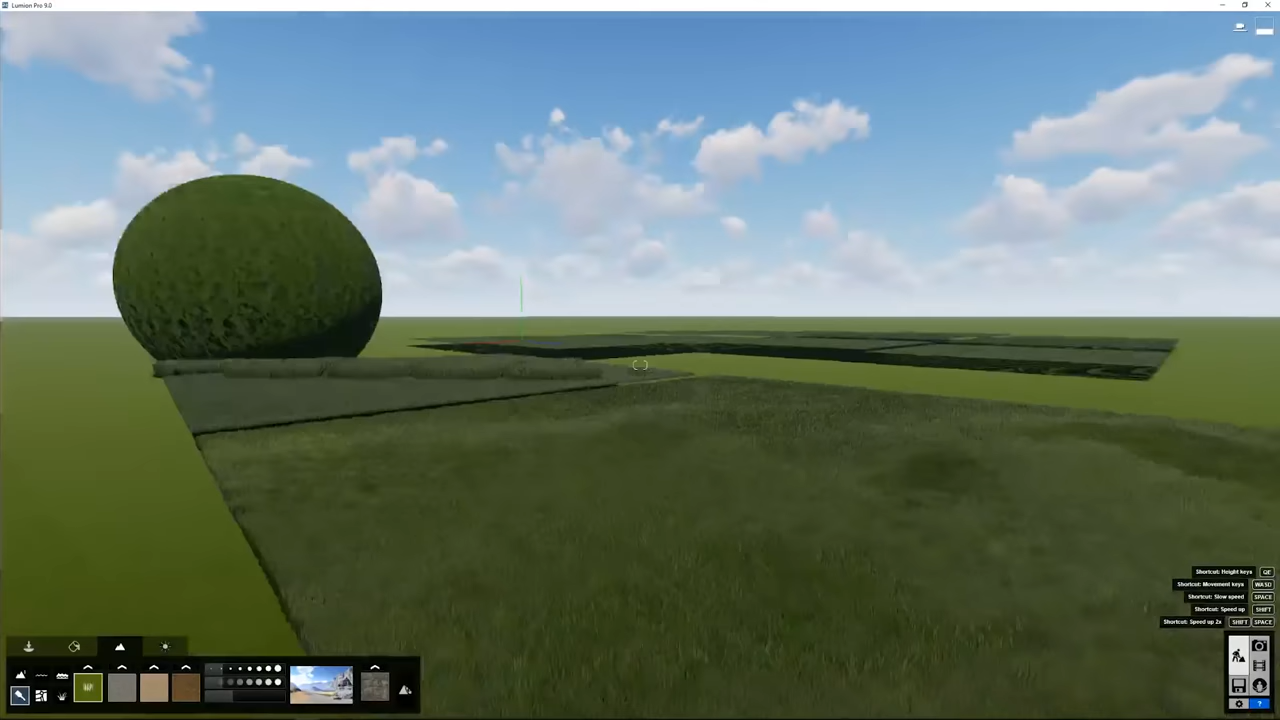 Lumion Pro 9.0
Shortcut: Height keys QE
Shortcut: Movement keys WASD
Shortcut: Slow speed SPACE
Shortcut: Speed up SHIFT
Shortcut: Speed up 2x SHIFT SPACE
?